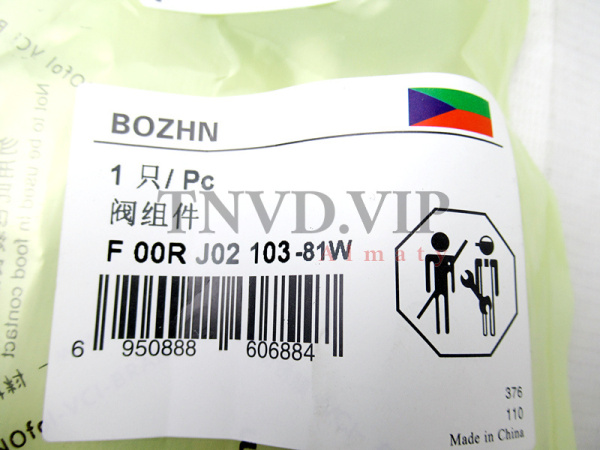 BOZHN
1 只/ Pc
阀组件
F 00R J02 103-81W
6 950888 606884
376
110
Made in China
TNVD.VIP
Almaty
Not to be used in food contact